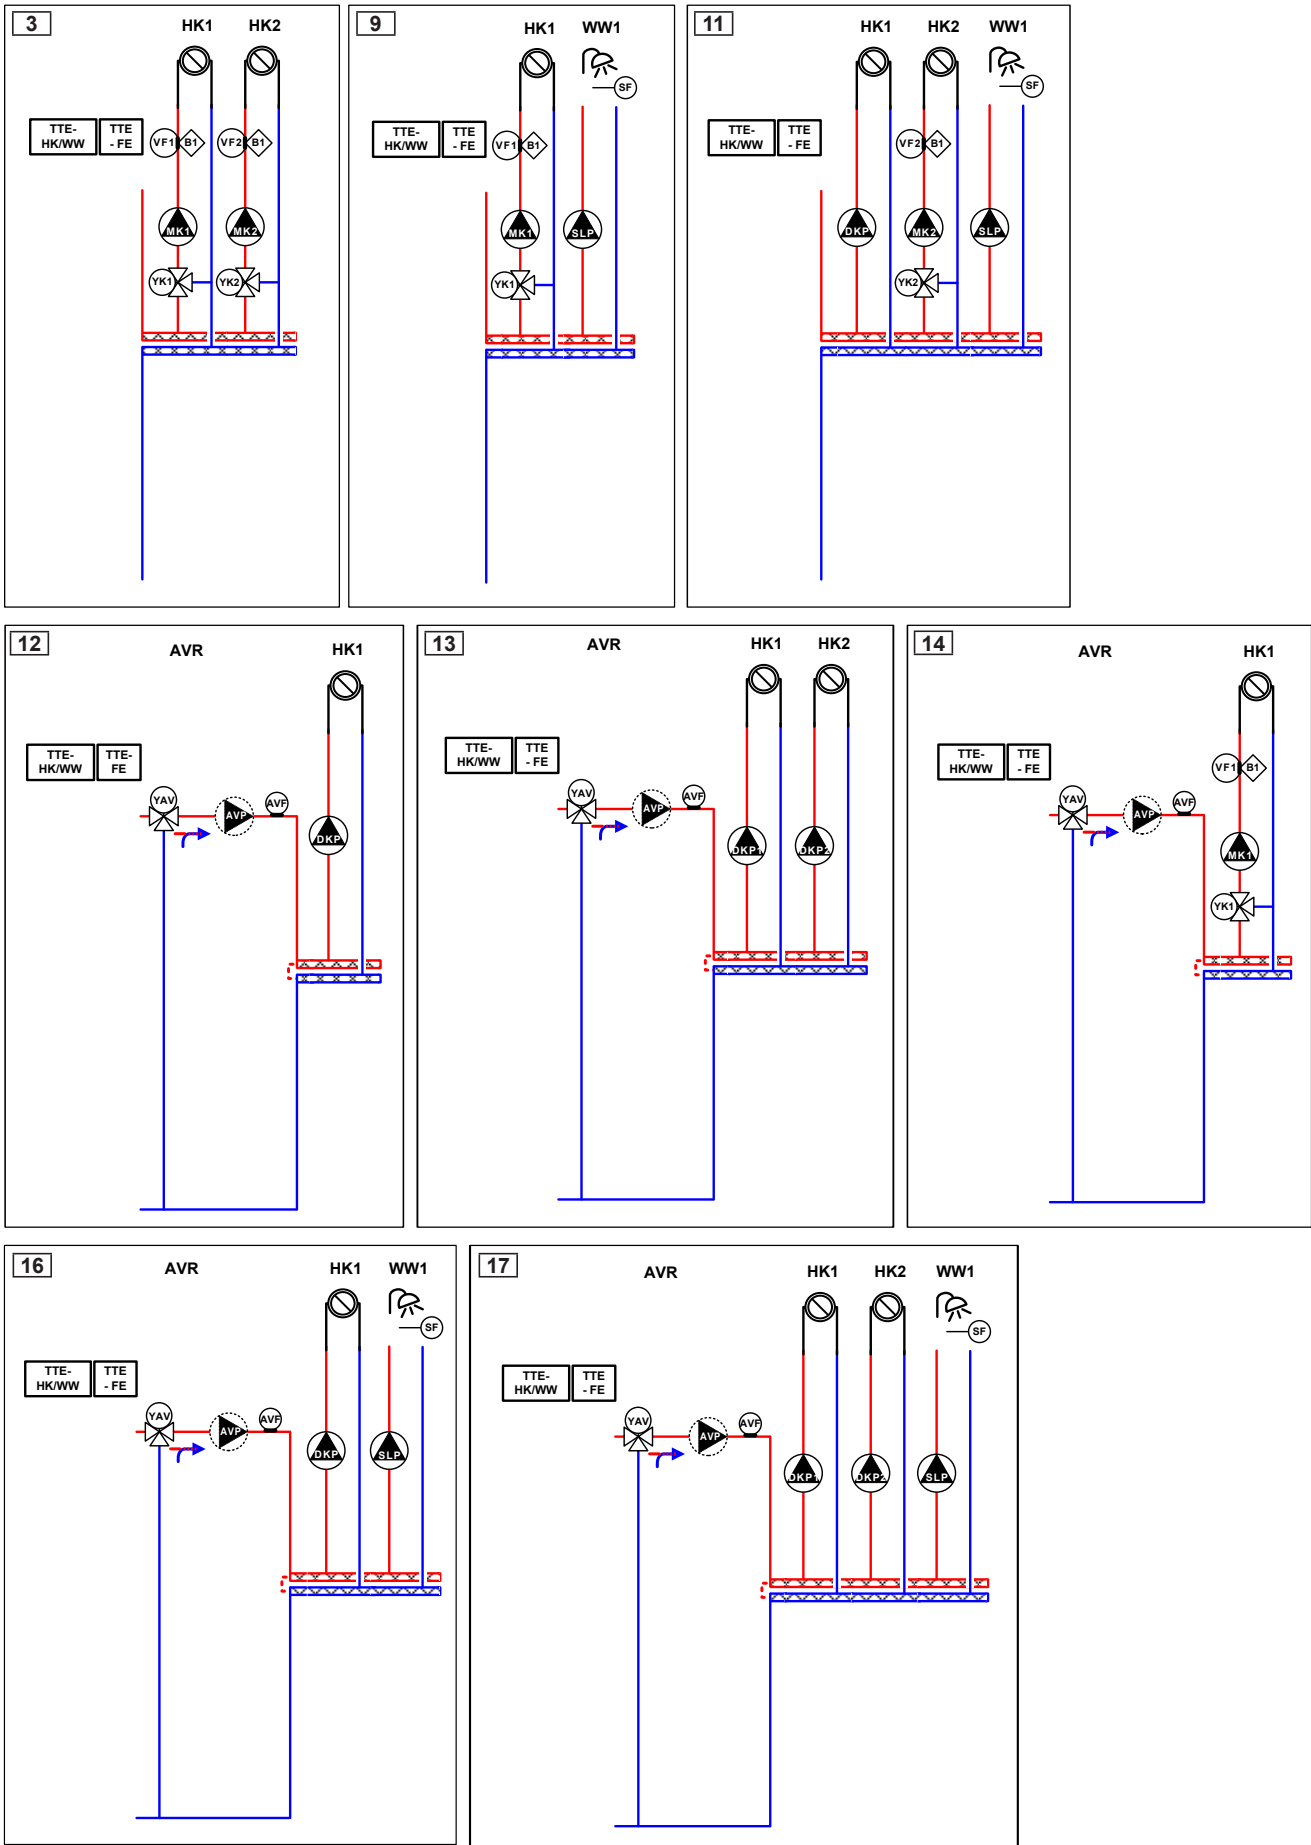 3
HK1 HK2
TTE-
HK/WW
TTE
- FE
VF1 B1 VF2 B1
MK1 MK2
YK1 YK2
9
HK1 WW1
SF
TTE-
HK/WW
TTE
- FE
VF1 B1
MK1 SLP
YK1
11
HK1 HK2 WW1
SF
TTE-
HK/WW
TTE
- FE
VF2 B1
DKP MK2 SLP
YK2
12
AVR HK1
TTE-
HK/WW
TTE-
FE
YAV AVP AVF
DKP
13
AVR HK1 HK2
TTE-
HK/WW
TTE
- FE
YAV AVP AVF
DKP1 DKP2
14
AVR HK1
TTE-
HK/WW
TTE
- FE
VF1 B1
YAV AVP AVF
MK1
YK1
16
AVR HK1 WW1
SF
TTE-
HK/WW
TTE
- FE
YAV AVP AVF
DKP SLP
17
AVR HK1 HK2 WW1
SF
TTE-
HK/WW
TTE
- FE
YAV AVP AVF
DKP1 DKP2 SLP